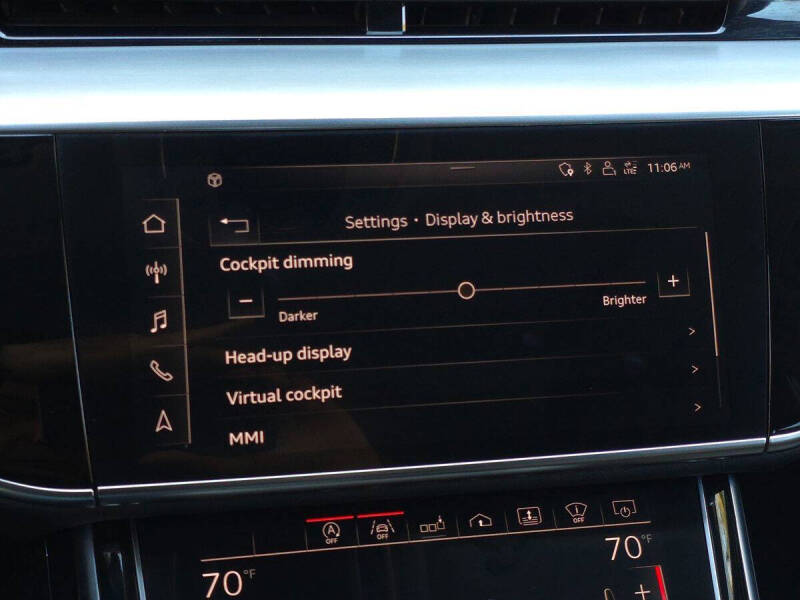 LTE 11:06 AM
Settings • Display & brightness
Cockpit dimming
− +
Darker Brighter
Head-up display >
Virtual cockpit >
MMI >
A OFF OFF OFF
70°F 70°F
+